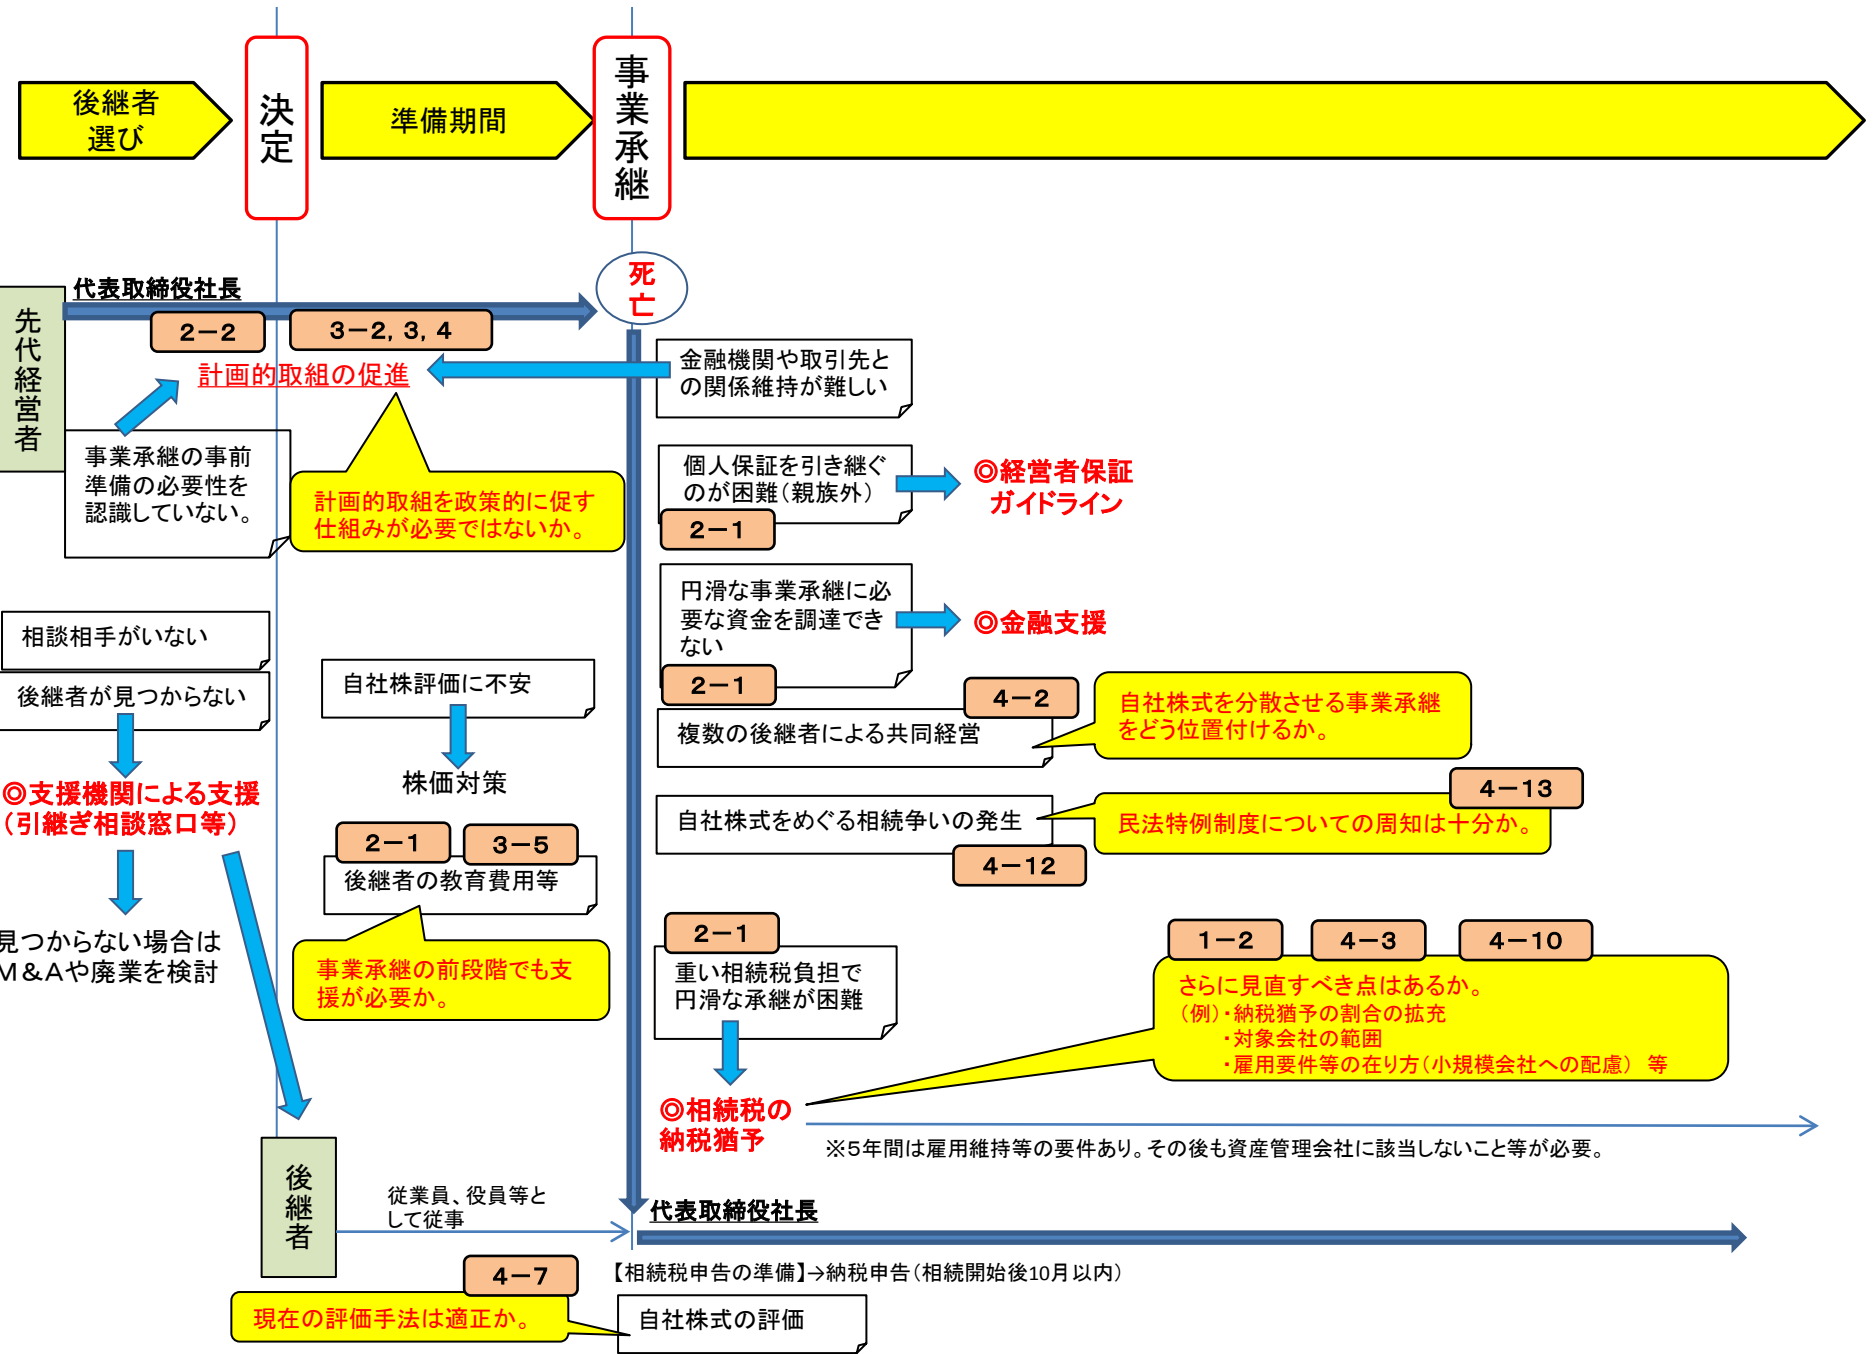 後継者
選び
決定
準備期間
事業承継
死亡
代表取締役社長
先代経営者
2－2
3－2，3，4
計画的取組の促進
事業承継の事前
準備の必要性を
認識していない。
計画的取組を政策的に促す
仕組みが必要ではないか。
金融機関や取引先と
の関係維持が難しい
個人保証を引き継ぐ
のが困難（親族外）
2－1
◎経営者保証
ガイドライン
円滑な事業承継に必
要な資金を調達でき
ない
2－1
◎金融支援
相談相手がいない
後継者が見つからない
◎支援機関による支援
（引継ぎ相談窓口等）
見つからない場合は
M＆Aや廃業を検討
自社株評価に不安
株価対策
2－1
3－5
後継者の教育費用等
事業承継の前段階でも支
援が必要か。
4－2
複数の後継者による共同経営
自社株式を分散させる事業承継
をどう位置付けるか。
自社株式をめぐる相続争いの発生
4－12
4－13
民法特例制度についての周知は十分か。
2－1
重い相続税負担で
円滑な承継が困難
◎相続税の
納税猶予
1－2
4－3
4－10
さらに見直すべき点はあるか。
（例）・納税猶予の割合の拡充
・対象会社の範囲
・雇用要件等の在り方（小規模会社への配慮） 等
※5年間は雇用維持等の要件あり。その後も資産管理会社に該当しないこと等が必要。
後継者
従業員、役員等と
して従事
代表取締役社長
【相続税申告の準備】→納税申告（相続開始後10月以内）
4－7
現在の評価手法は適正か。
自社株式の評価